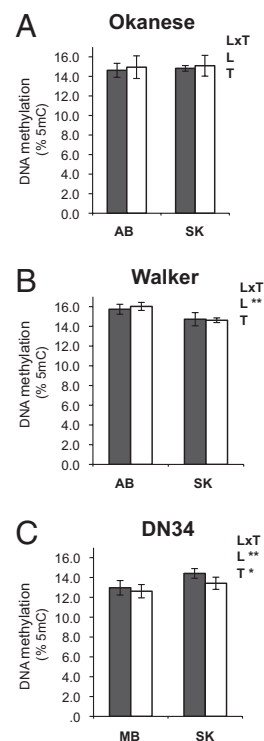 A
Okanese
LxT
L
T
DNA methylation
(% 5mC)
16.0
14.0
12.0
10.0
8.0
6.0
4.0
2.0
0.0
AB SK
B
Walker
LxT
L **
T
DNA methylation
(% 5mC)
16.0
14.0
12.0
10.0
8.0
6.0
4.0
2.0
0.0
AB SK
C
DN34
LxT
L **
T *
DNA methylation
(% 5mC)
16.0
14.0
12.0
10.0
8.0
6.0
4.0
2.0
0.0
MB SK